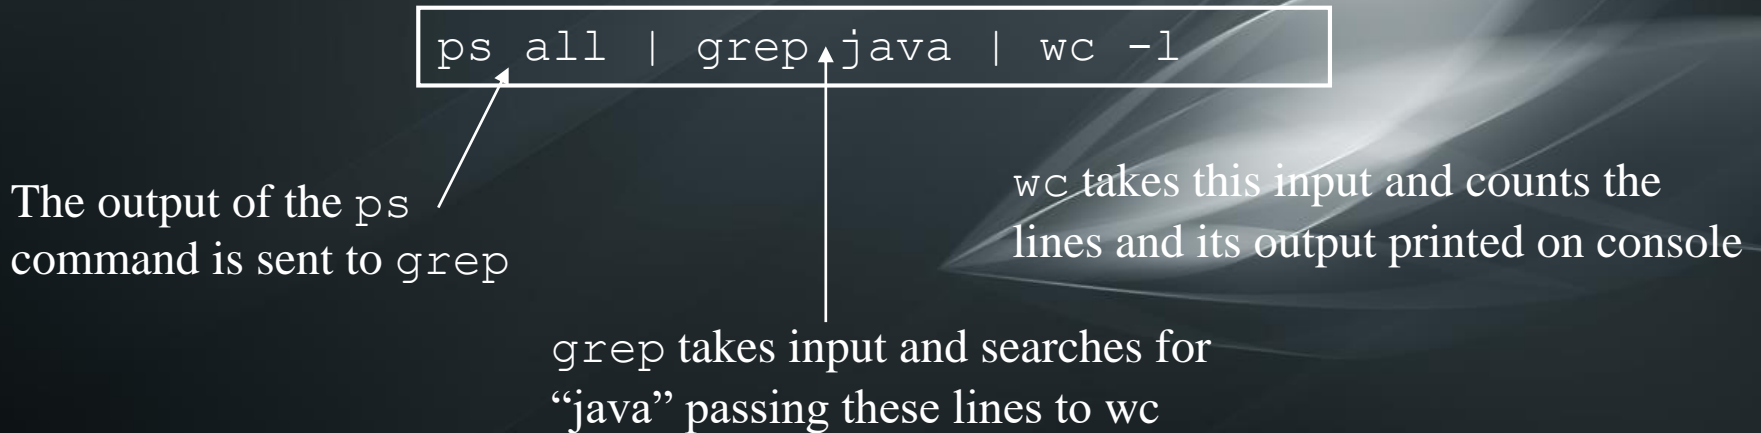 ps all | grep java | wc -l
The output of the ps
command is sent to grep
wc takes this input and counts the
lines and its output printed on console
grep takes input and searches for
“java” passing these lines to wc